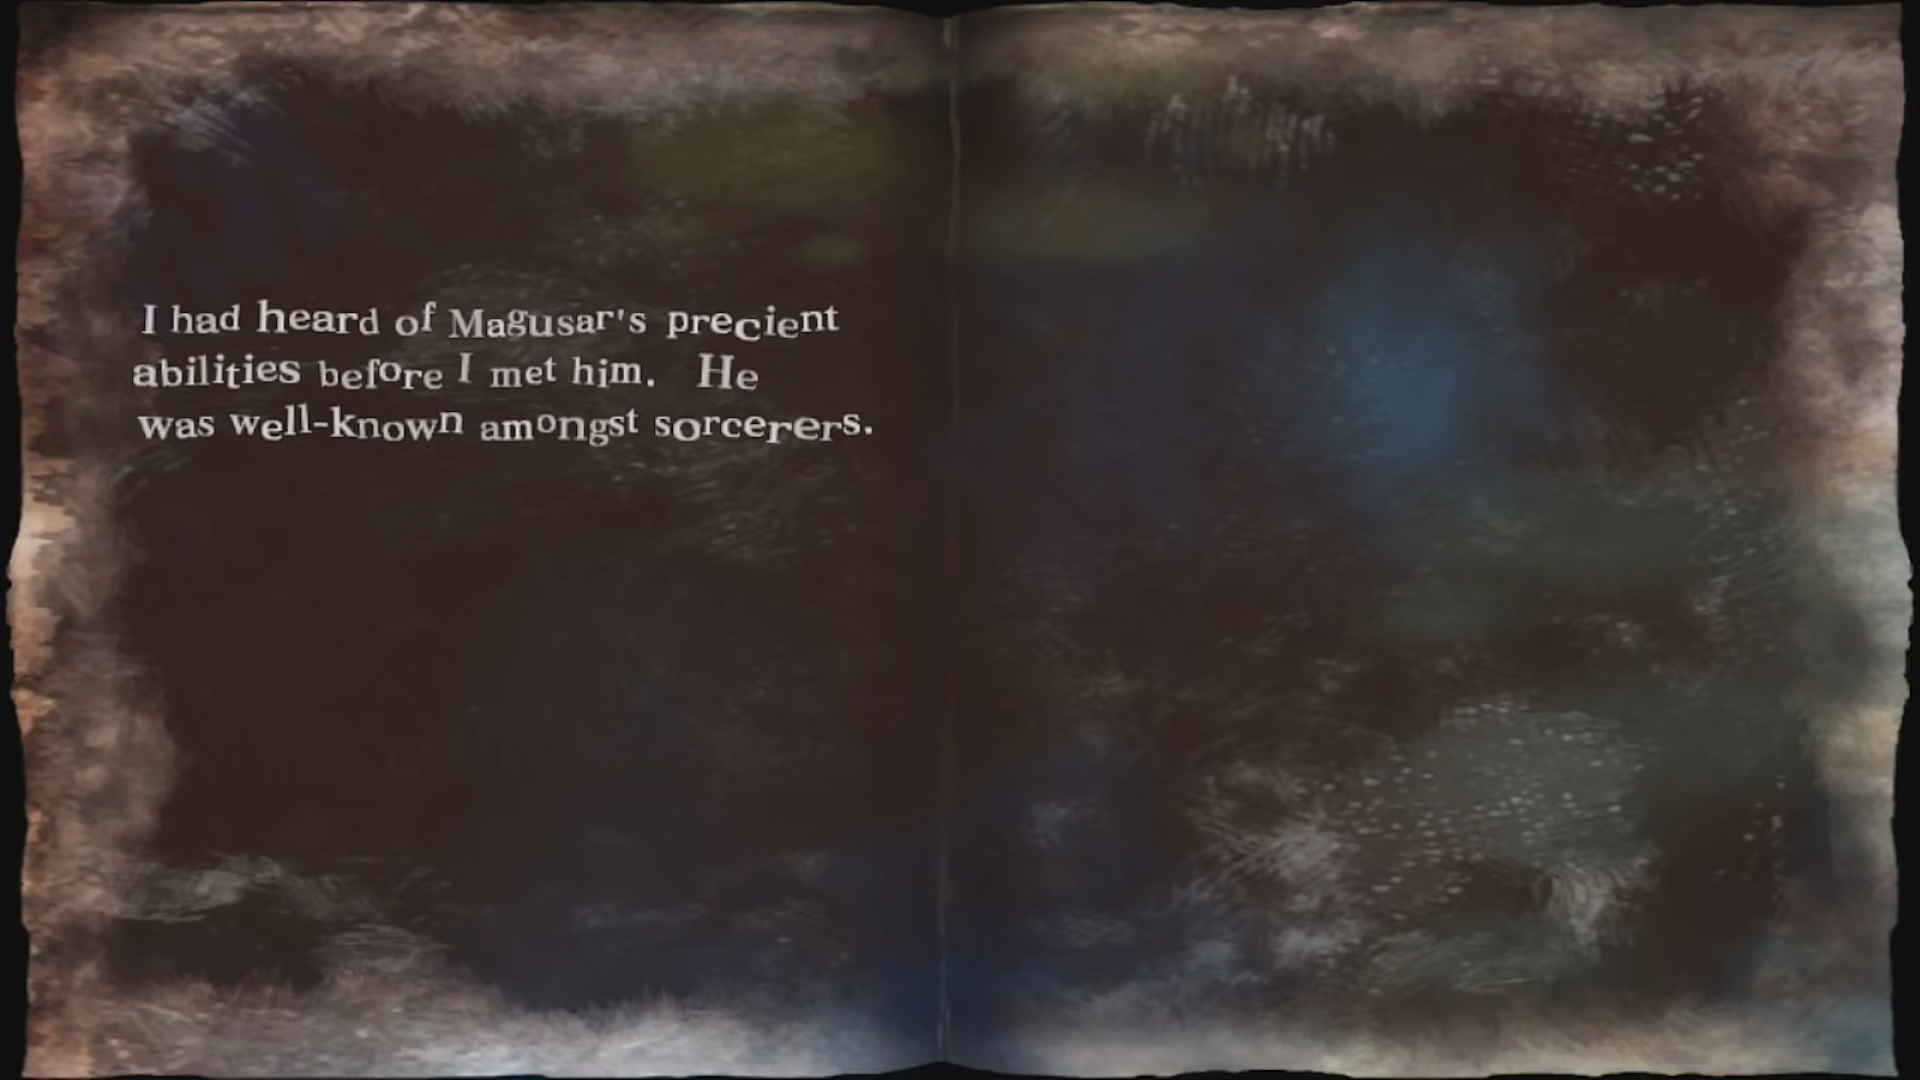 I had heard of Magusar's precient
abilities before I met him. He
was well-known amongst sorcerers.